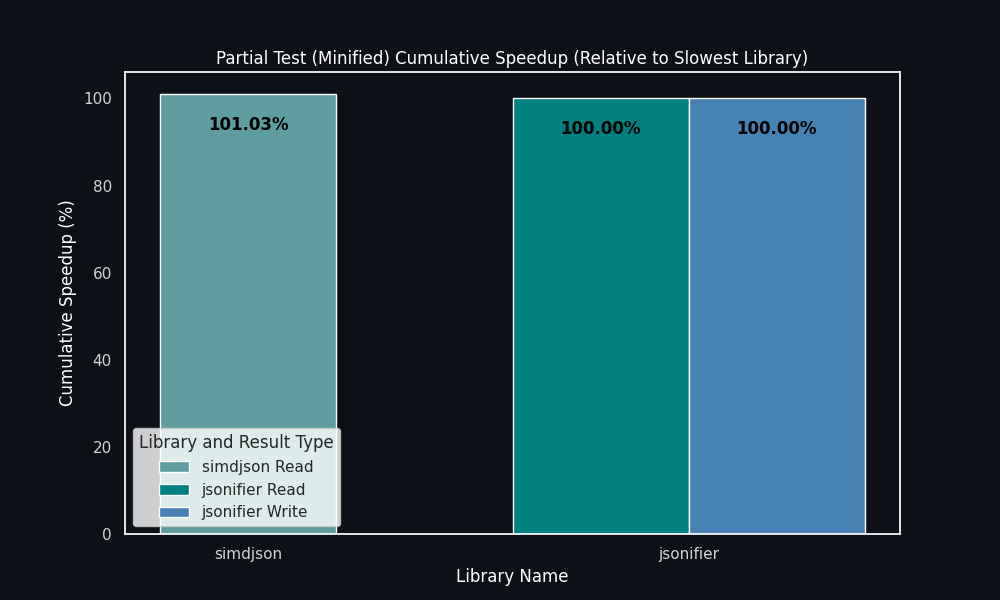 Partial Test (Minified) Cumulative Speedup (Relative to Slowest Library)
Cumulative Speedup (%)
100
80
60
40
20
0
101.03%
100.00%
100.00%
Library and Result Type
simdjson Read
jsonifier Read
jsonifier Write
simdjson
jsonifier
Library Name